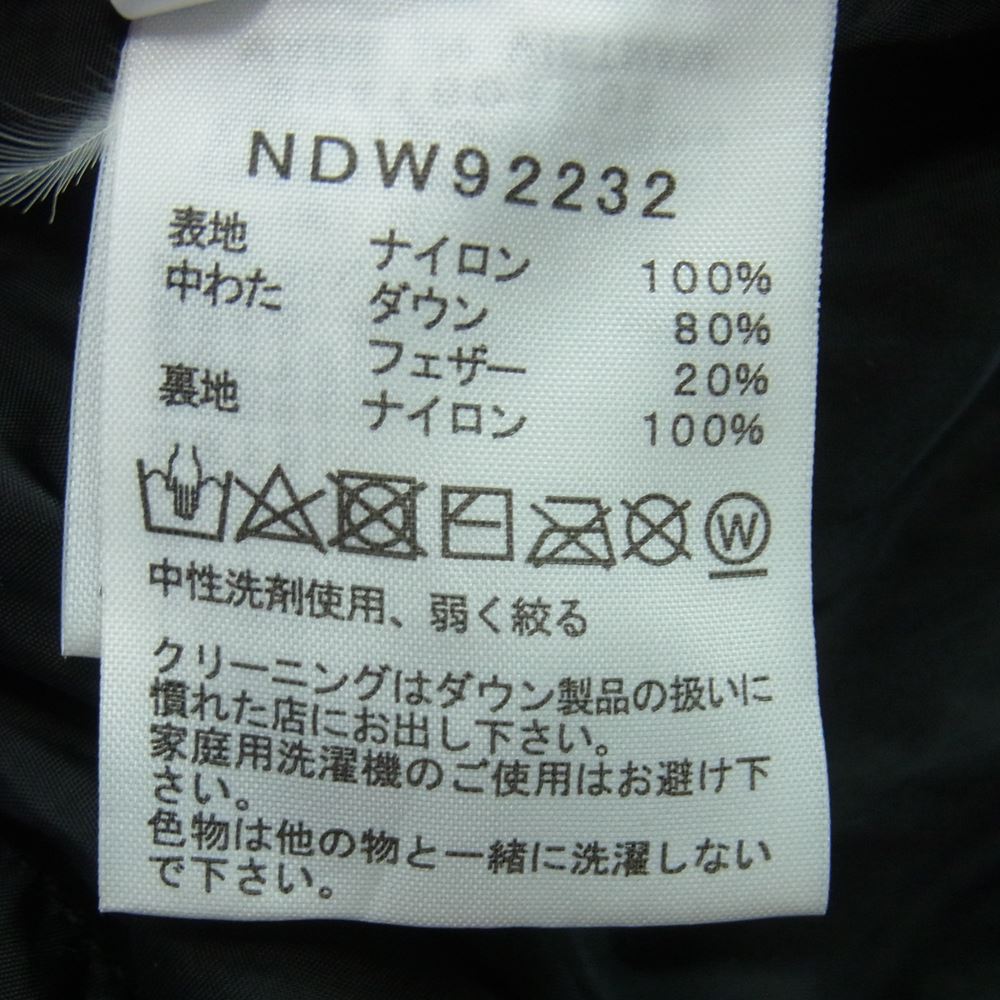 NDW92232
表地 ナイロン 100%
中わた ダウン 80%
フェザー 20%
裏地 ナイロン 100%
W
中性洗剤使用、弱く絞る
クリーニングはダウン製品の扱いに
慣れた店にお出し下さい。
家庭用洗濯機のご使用はお避け下
さい。
色物は他の物と一緒に洗濯しない
で下さい。